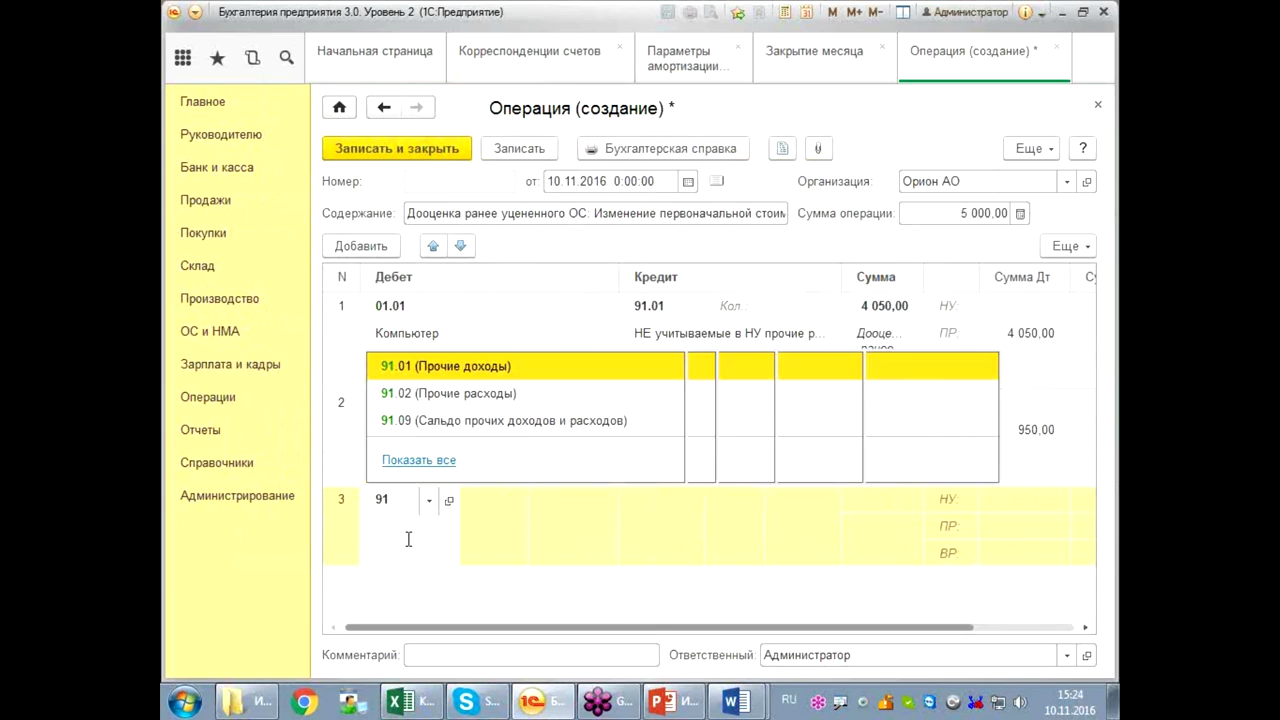 Бухгалтерия предприятия 3.0. Уровень 2 (1С:Предприятие)
M M+ M- Администратор
Начальная страница
Корреспонденции счетов
Параметры
амортизации...
Закрытие месяца
Операция (создание) *
Главное
Руководителю
Банк и касса
Продажи
Покупки
Склад
Производство
ОС и НМА
Зарплата и кадры
Операции
Отчеты
Справочники
Администрирование
Операция (создание) *
Записать и закрыть
Записать
Бухгалтерская справка
Еще
?
Номер:
от: 10.11.2016 0:00:00
Организация: Орион АО
Содержание: Дооценка ранее уцененного ОС: Изменение первоначальной стоим
Сумма операции: 5 000,00
Добавить
Еще
N Дебет Кредит Сумма Сумма Дт
1 01.01 91.01 Кол.: 4 050,00 НУ:
Компьютер НЕ учитываемые в НУ прочие р... Дооце... ПР: 4 050,00
91.01 (Прочие доходы)
91.02 (Прочие расходы)
2
91.09 (Сальдо прочих доходов и расходов)
950,00
Показать все
3 91 НУ:
ПР:
ВР:
Комментарий:
Ответственный: Администратор
И...
К...
S...
Б...
G...
И...
RU
15:24
10.11.2016